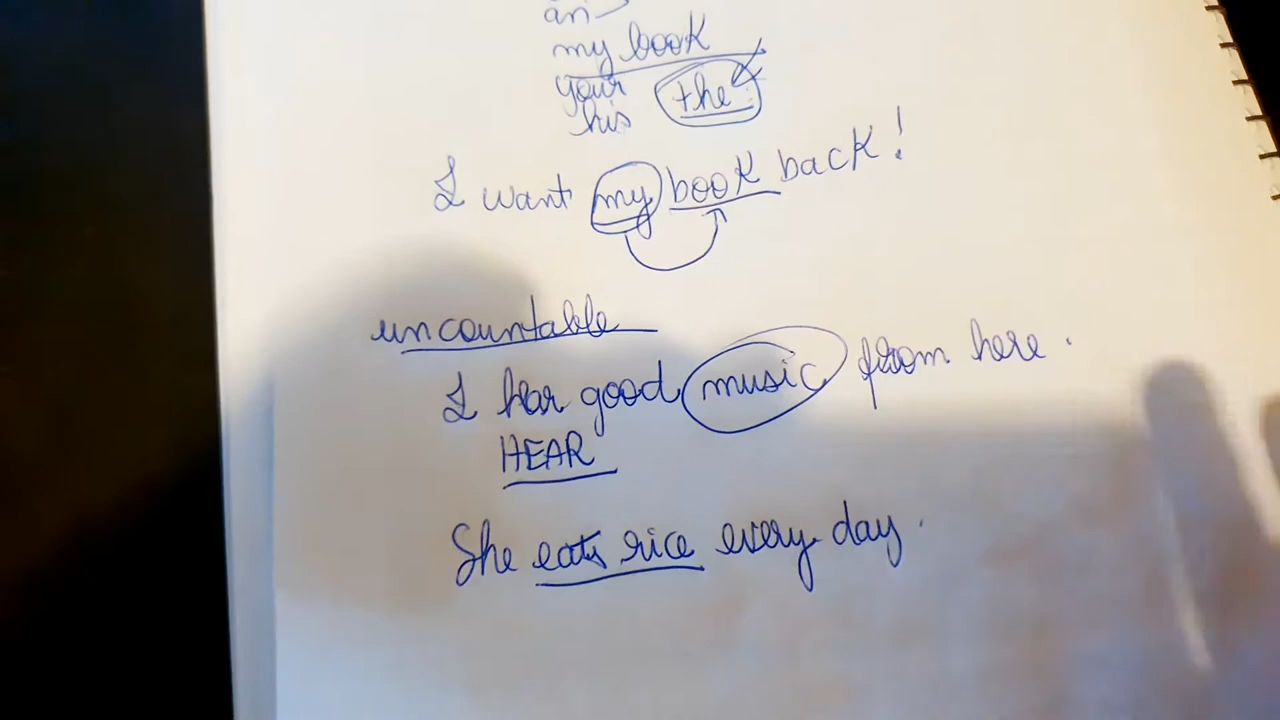 an
my book
your
his the
I want my book back!
uncountable
I hear good music from here.
HEAR
She eats rice every day.